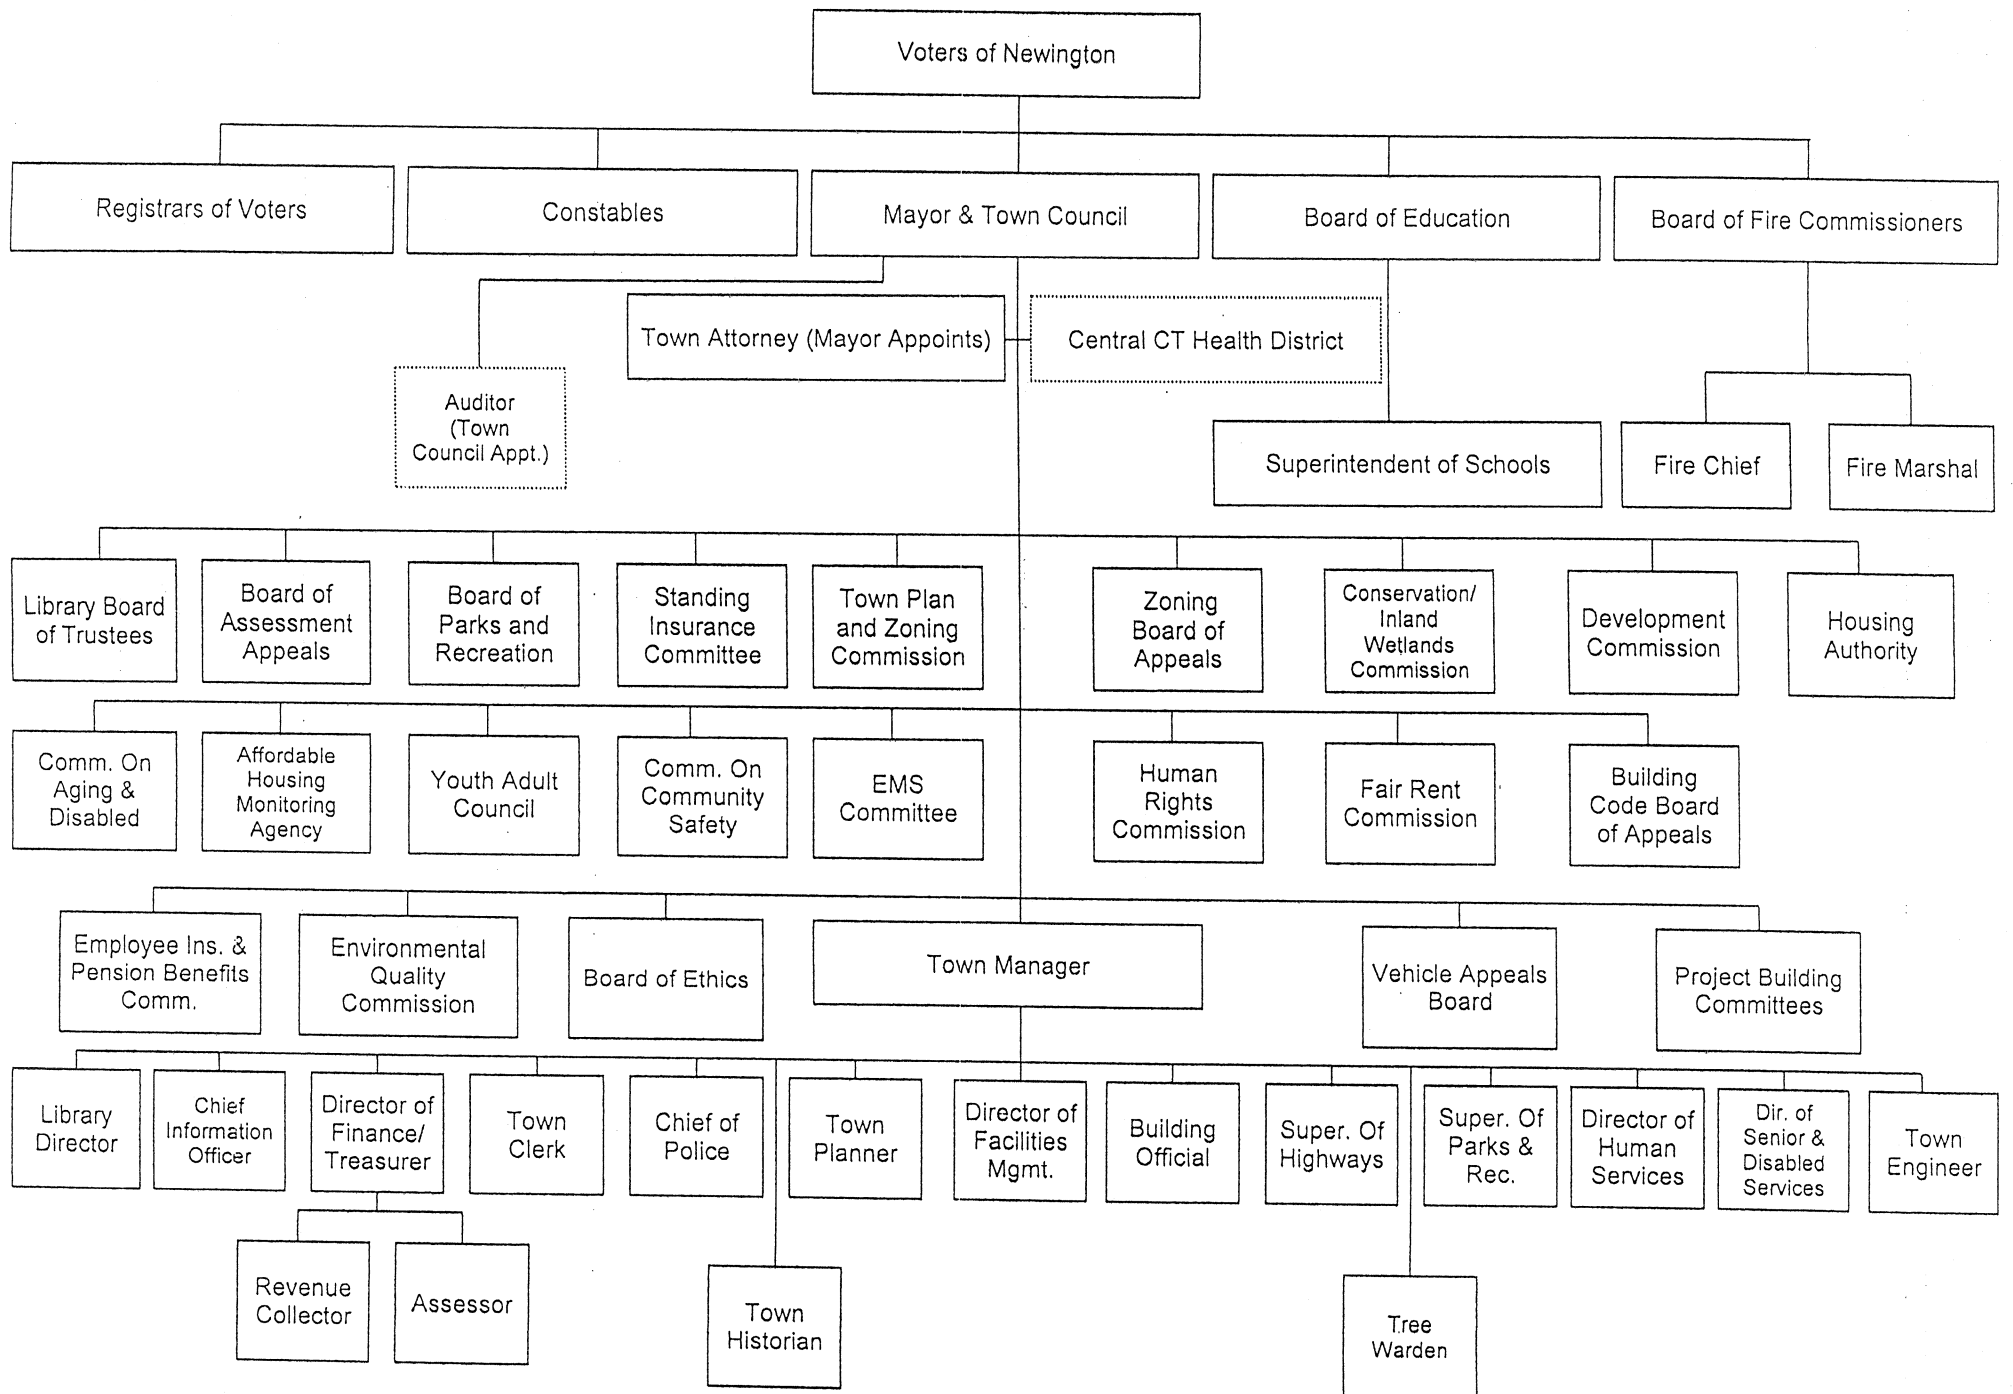 Voters of Newington
Registrars of Voters
Constables
Mayor & Town Council
Board of Education
Board of Fire Commissioners
Town Attorney (Mayor Appoints)
Central CT Health District
Auditor
(Town
Council Appt.)
Superintendent of Schools
Fire Chief
Fire Marshal
Library Board
of Trustees
Board of
Assessment
Appeals
Board of
Parks and
Recreation
Standing
Insurance
Committee
Town Plan
and Zoning
Commission
Zoning
Board of
Appeals
Conservation/
Inland
Wetlands
Commission
Development
Commission
Housing
Authority
Comm. On
Aging &
Disabled
Affordable
Housing
Monitoring
Agency
Youth Adult
Council
Comm. On
Community
Safety
EMS
Committee
Human
Rights
Commission
Fair Rent
Commission
Building
Code Board
of Appeals
Employee Ins. &
Pension Benefits
Comm.
Environmental
Quality
Commission
Board of Ethics
Town Manager
Vehicle Appeals
Board
Project Building
Committees
Library
Director
Chief
Information
Officer
Director of
Finance/
Treasurer
Town
Clerk
Chief of
Police
Town
Planner
Director of
Facilities
Mgmt.
Building
Official
Super. Of
Highways
Super. Of
Parks &
Rec.
Director of
Human
Services
Dir. of
Senior &
Disabled
Services
Town
Engineer
Revenue
Collector
Assessor
Town
Historian
Tree
Warden